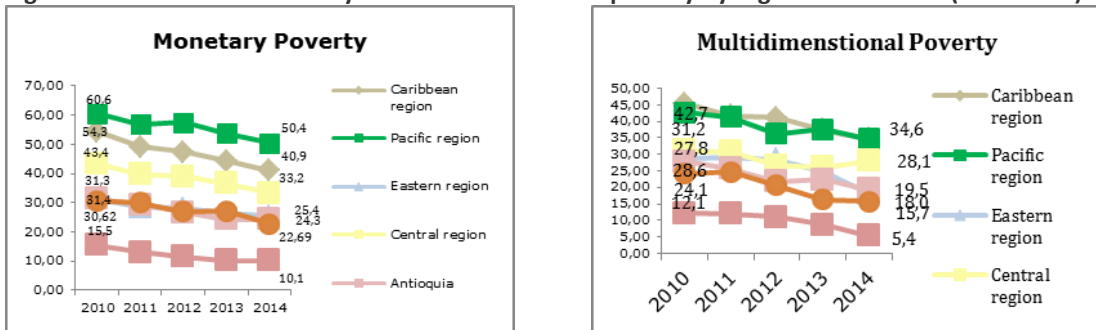 Monetary Poverty
70,00
60,00
50,00
40,00
30,00
20,00
10,00
0,00
60,6
54,3
43,4
31,3
31,4
30,62
15,5
50,4
40,9
33,2
25,4
24,3
22,69
10,1
2010 2011 2012 2013 2014
Caribbean
region
Pacific region
Eastern region
Central region
Antioquia
Multidimenstional Poverty
50,00
45,00
40,00
35,00
30,00
25,00
20,00
15,00
10,00
5,00
0,00
42,7
31,2
27,8
28,6
24,1
12,1
34,6
28,1
19,5
18,0
15,7
5,4
2010 2011 2012 2013 2014
Caribbean
region
Pacific
region
Eastern
region
Central
region